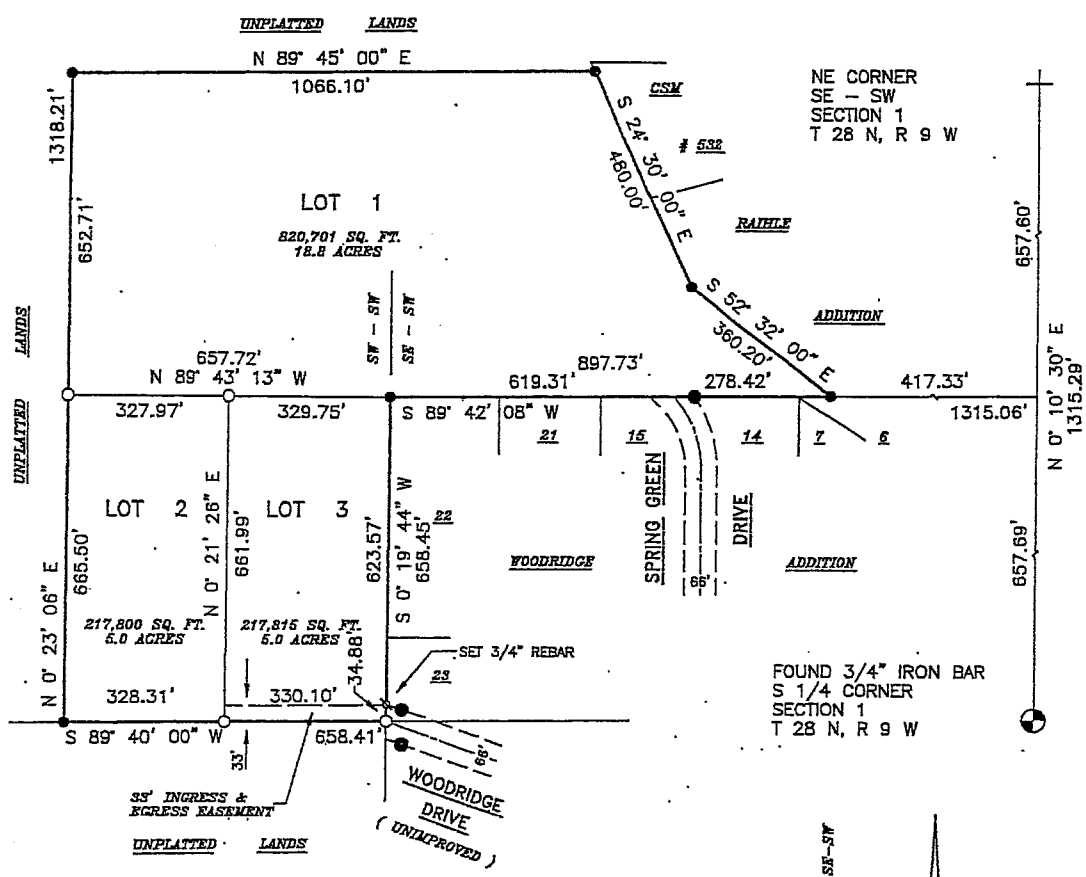 UNPLATTED LANDS
N 89° 45' 00" E
1066.10'
CSM
# 532
NE CORNER
SE - SW
SECTION 1
T 28 N, R 9 W
1318.21'
652.71'
S 24° 30' 00" E
480.00'
LOT 1
820,701 SQ. FT.
18.8 ACRES
RAIHLE
657.60'
SW - SW
SE - SW
S 52° 32' 00" E
360.20'
ADDITION
UNPLATTED LANDS
657.72'
N 89° 43' 13" W
897.73'
619.31'
278.42'
417.33'
327.97'
329.75'
S 89° 42' 08" W
1315.06'
N 0° 10' 30" E
1315.29'
21
15
14
7
6
LOT 2
LOT 3
N 0° 21' 26" E
661.99'
623.57'
S 0° 19' 44" W
658.45'
22
N 0° 23' 06" E
665.50'
WOODRIDGE
SPRING GREEN
DRIVE
66'
ADDITION
657.69'
217,800 SQ. FT.
5.0 ACRES
217,815 SQ. FT.
5.0 ACRES
34.88'
SET 3/4" REBAR
23
FOUND 3/4" IRON BAR
S 1/4 CORNER
SECTION 1
T 28 N, R 9 W
328.31'
330.10'
S 89° 40' 00" W
33'
658.41'
66'
33' INGRESS &
EGRESS EASEMENT
WOODRIDGE
DRIVE
( UNIMPROVED )
UNPLATTED LANDS
SE-SW